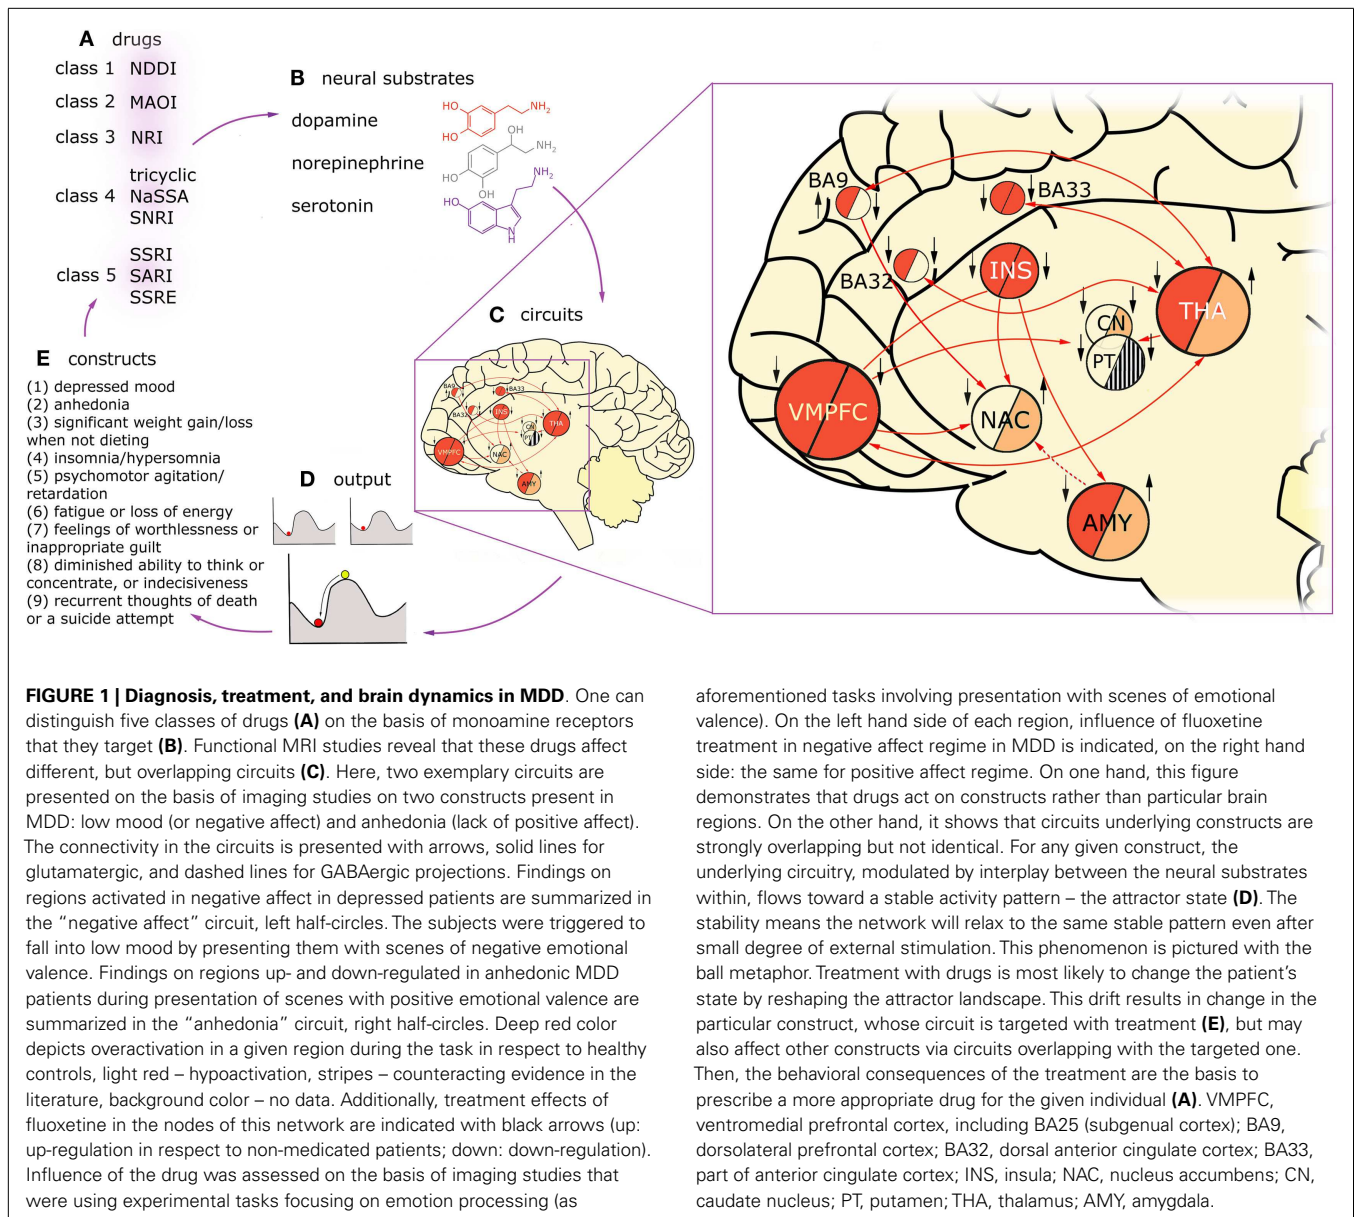 A drugs
class 1 NDDI
class 2 MAOI
class 3 NRI
tricyclic
class 4 NaSSA
SNRI
SSRI
class 5 SARI
SSRE
B neural substrates
dopamine
HO
HO
NH2
norepinephrine
OH
NH2
HO
OH
serotonin
NH2
HO
N
H
C circuits
BA9
BA33
BA32
INS
THA
CN
PT
VMPFC
NAC
AMY
BA9
BA33
BA32
INS
THA
CN
PT
VMPFC
NAC
AMY
D output
E constructs
(1) depressed mood
(2) anhedonia
(3) significant weight gain/loss
when not dieting
(4) insomnia/hypersomnia
(5) psychomotor agitation/
retardation
(6) fatigue or loss of energy
(7) feelings of worthlessness or
inappropriate guilt
(8) diminished ability to think or
concentrate, or indecisiveness
(9) recurrent thoughts of death
or a suicide attempt
FIGURE 1 | Diagnosis, treatment, and brain dynamics in MDD. One can
distinguish five classes of drugs (A) on the basis of monoamine receptors
that they target (B). Functional MRI studies reveal that these drugs affect
different, but overlapping circuits (C). Here, two exemplary circuits are
presented on the basis of imaging studies on two constructs present in
MDD: low mood (or negative affect) and anhedonia (lack of positive affect).
The connectivity in the circuits is presented with arrows, solid lines for
glutamatergic, and dashed lines for GABAergic projections. Findings on
regions activated in negative affect in depressed patients are summarized in
the “negative affect” circuit, left half-circles. The subjects were triggered to
fall into low mood by presenting them with scenes of negative emotional
valence. Findings on regions up- and down-regulated in anhedonic MDD
patients during presentation of scenes with positive emotional valence are
summarized in the “anhedonia” circuit, right half-circles. Deep red color
depicts overactivation in a given region during the task in respect to healthy
controls, light red – hypoactivation, stripes – counteracting evidence in the
literature, background color – no data. Additionally, treatment effects of
fluoxetine in the nodes of this network are indicated with black arrows (up:
up-regulation in respect to non-medicated patients; down: down-regulation).
Influence of the drug was assessed on the basis of imaging studies that
were using experimental tasks focusing on emotion processing (as
aforementioned tasks involving presentation with scenes of emotional
valence). On the left hand side of each region, influence of fluoxetine
treatment in negative affect regime in MDD is indicated, on the right hand
side: the same for positive affect regime. On one hand, this figure
demonstrates that drugs act on constructs rather than particular brain
regions. On the other hand, it shows that circuits underlying constructs are
strongly overlapping but not identical. For any given construct, the
underlying circuitry, modulated by interplay between the neural substrates
within, flows toward a stable activity pattern – the attractor state (D). The
stability means the network will relax to the same stable pattern even after
small degree of external stimulation. This phenomenon is pictured with the
ball metaphor. Treatment with drugs is most likely to change the patient’s
state by reshaping the attractor landscape. This drift results in change in the
particular construct, whose circuit is targeted with treatment (E), but may
also affect other constructs via circuits overlapping with the targeted one.
Then, the behavioral consequences of the treatment are the basis to
prescribe a more appropriate drug for the given individual (A). VMPFC,
ventromedial prefrontal cortex, including BA25 (subgenual cortex); BA9,
dorsolateral prefrontal cortex; BA32, dorsal anterior cingulate cortex; BA33,
part of anterior cingulate cortex; INS, insula; NAC, nucleus accumbens; CN,
caudate nucleus; PT, putamen; THA, thalamus; AMY, amygdala.